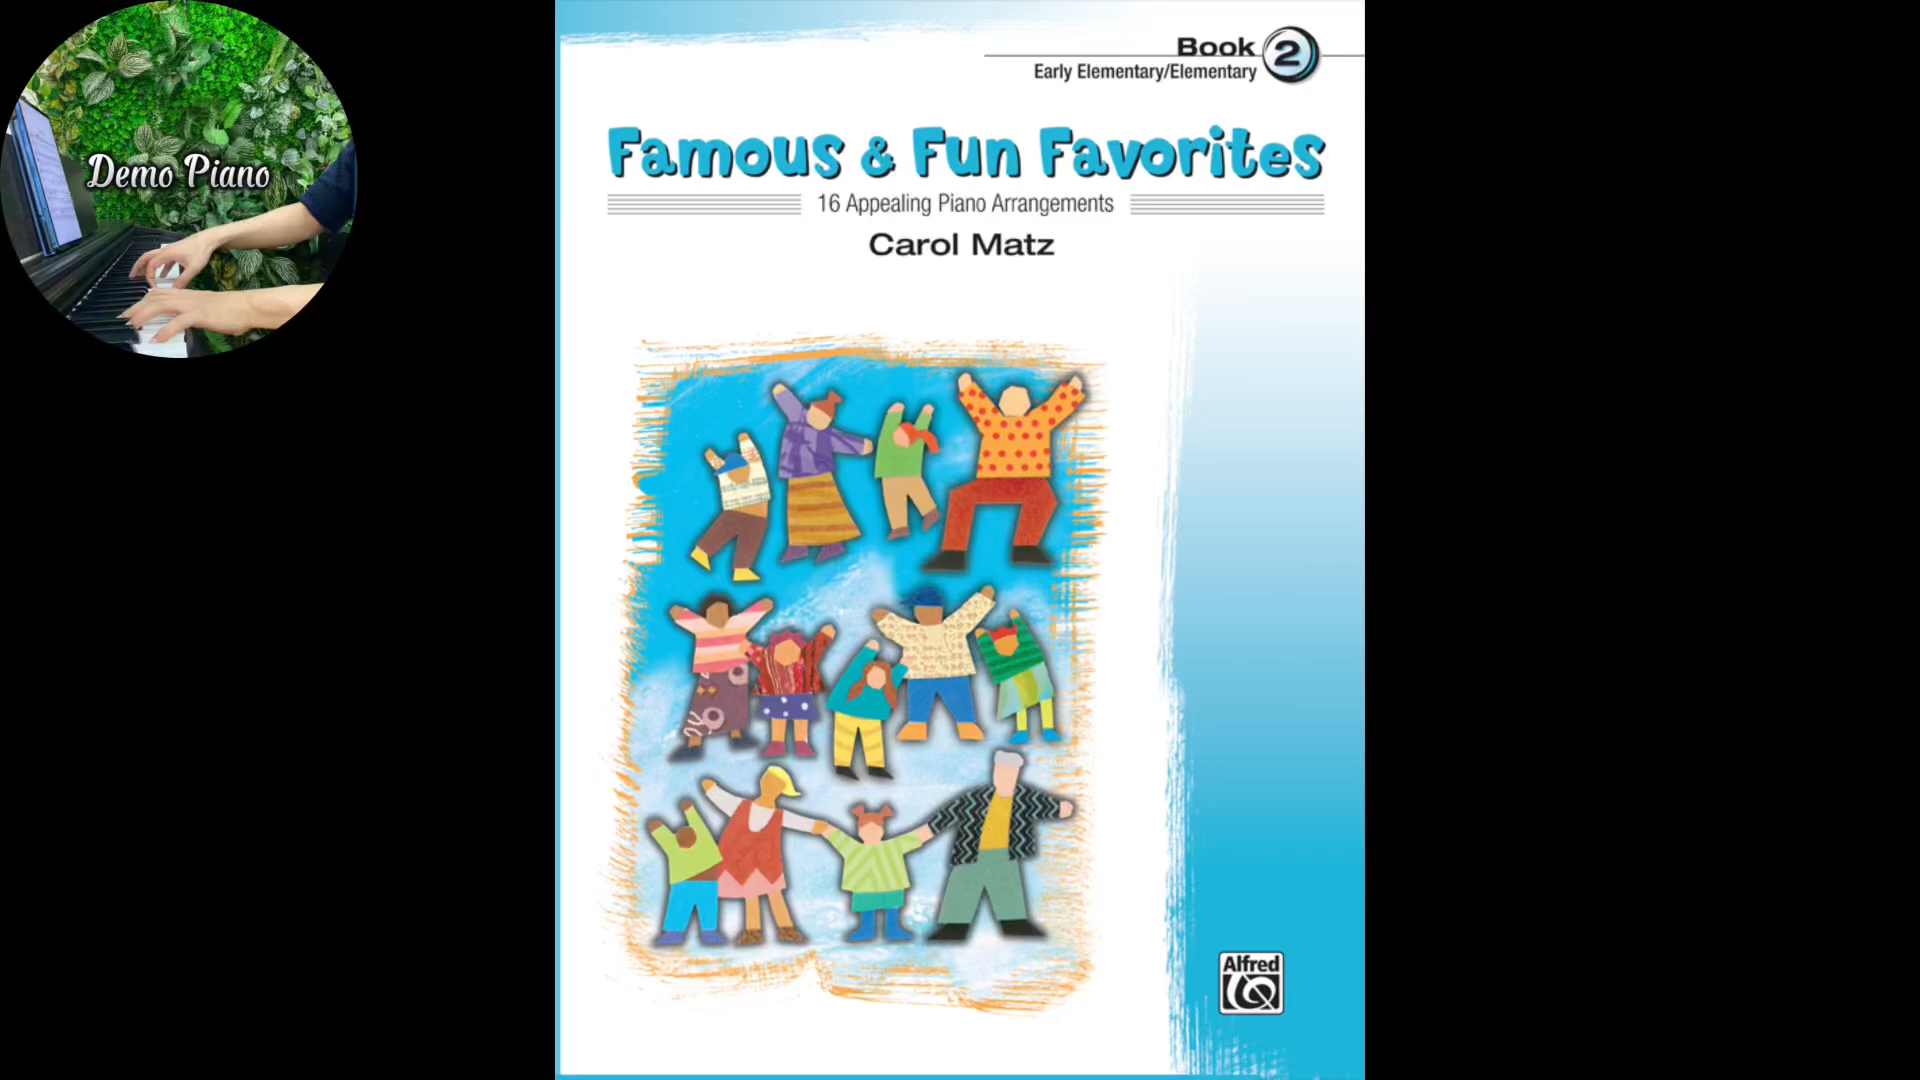 Demo Piano
Book 2
Early Elementary/Elementary
Famous & Fun Favorites
16 Appealing Piano Arrangements
Carol Matz
Alfred